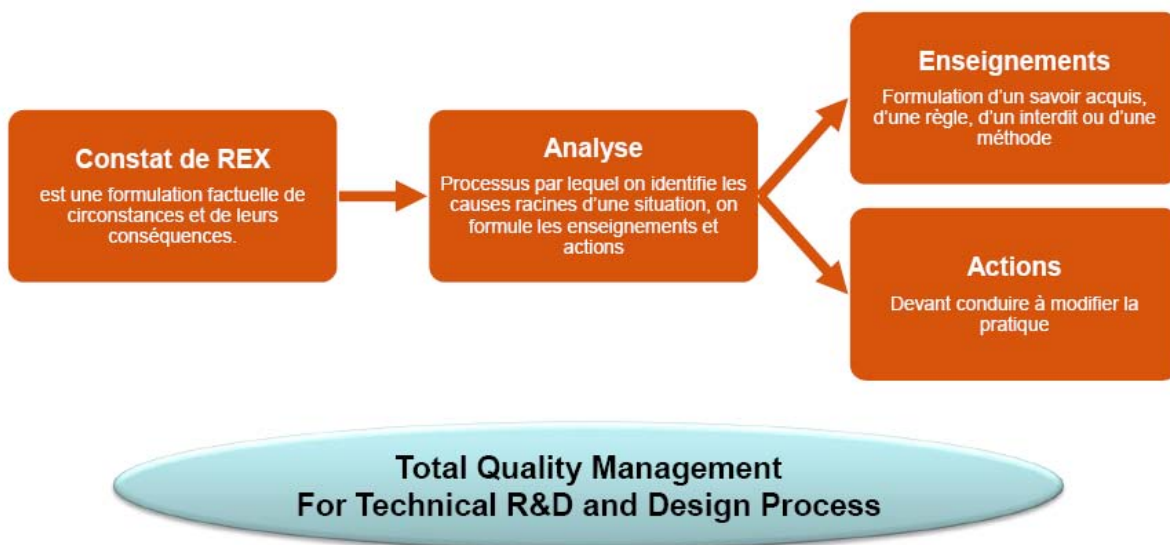 Constat de REX
est une formulation factuelle de
circonstances et de leurs
conséquences.
Analyse
Processus par lequel on identifie les
causes racines d'une situation, on
formule les enseignements et
actions
Enseignements
Formulation d'un savoir acquis,
d'une règle, d'un interdit ou d'une
méthode
Actions
Devant conduire à modifier la
pratique
Total Quality Management
For Technical R&D and Design Process